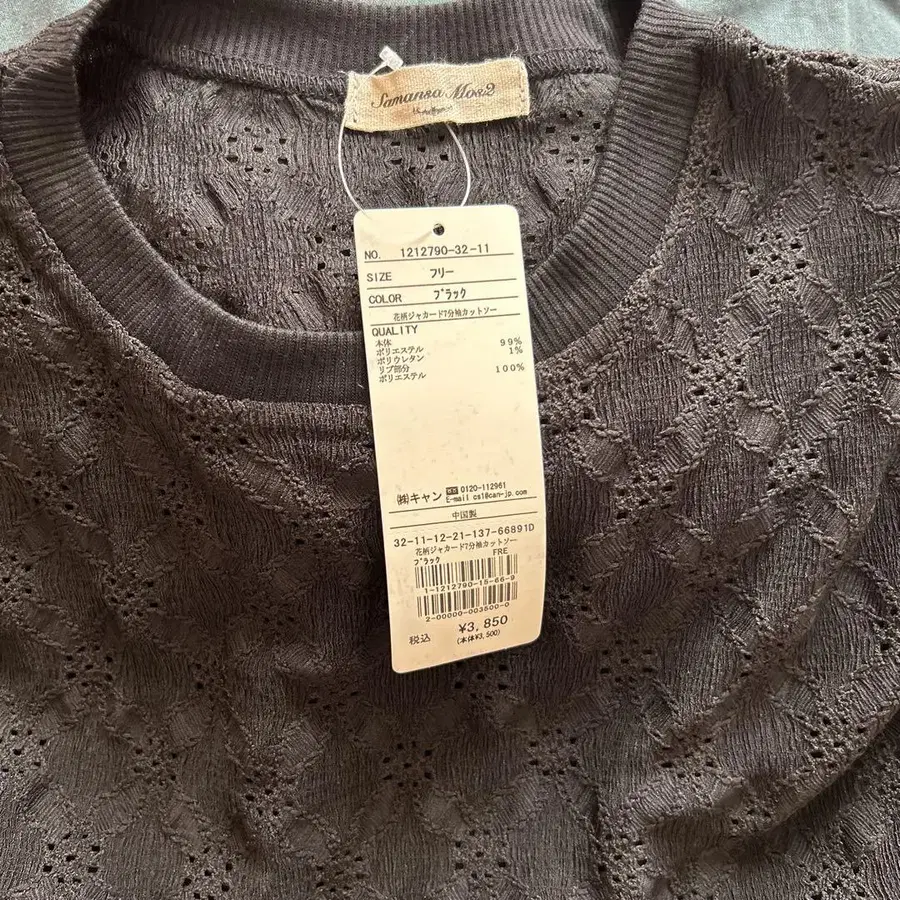 Samansa Mos2
NO. 1212790-32-11
SIZE フリー
COLOR ブラック
花柄ジャカード7分袖カットソー
QUALITY
本体
ポリエステル 99%
ポリウレタン 1%
リブ部分
ポリエステル 100%
㈱キャン 0120-112961
E-mail cs1@can-jp.com
中国製
32-11-12-21-137-66891D
花柄ジャカード7分袖カットソー
ブラック FRE
1-1212790-15-66-9
2-00000-003500-0
税込 ¥3,850
(本体¥3,500)